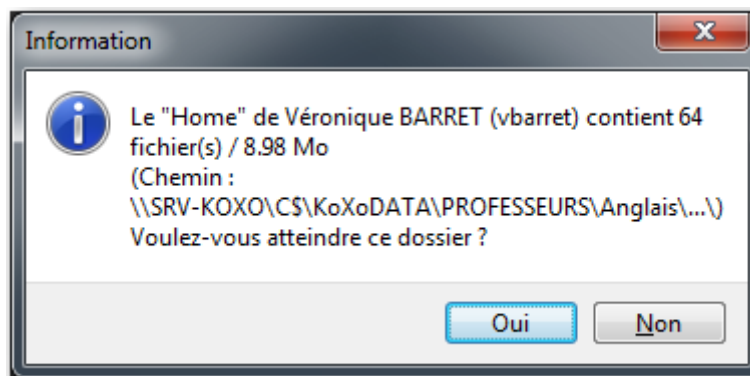 Information
Le "Home" de Véronique BARRET (vbarret) contient 64
fichier(s) / 8.98 Mo
(Chemin :
\\SRV-KOXO\C$\KoXoDATA\PROFESSEURS\Anglais\...\)
Voulez-vous atteindre ce dossier ?
Oui
Non